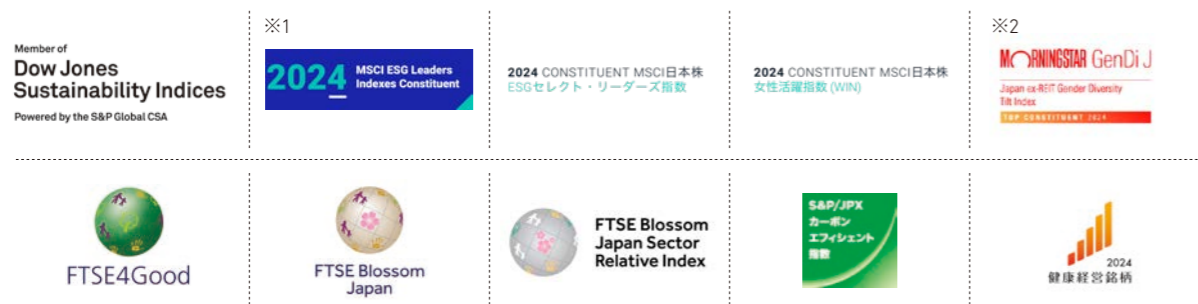 Member of
Dow Jones
Sustainability Indices
Powered by the S&P Global CSA
※1
2024
MSCI ESG Leaders
Indexes Constituent
2024 CONSTITUENT MSCI日本株
ESGセレクト・リーダーズ指数
2024 CONSTITUENT MSCI日本株
女性活躍指数 (WIN)
※2
MORNINGSTAR GenDi J
Japan ex-REIT Gender Diversity
Tilt Index
TOP CONSTITUENT 2024
FTSE4Good
FTSE Blossom
Japan
FTSE Blossom
Japan Sector
Relative Index
S&P/JPX
カーボン
エフィシェント
指数
2024
健康経営銘柄